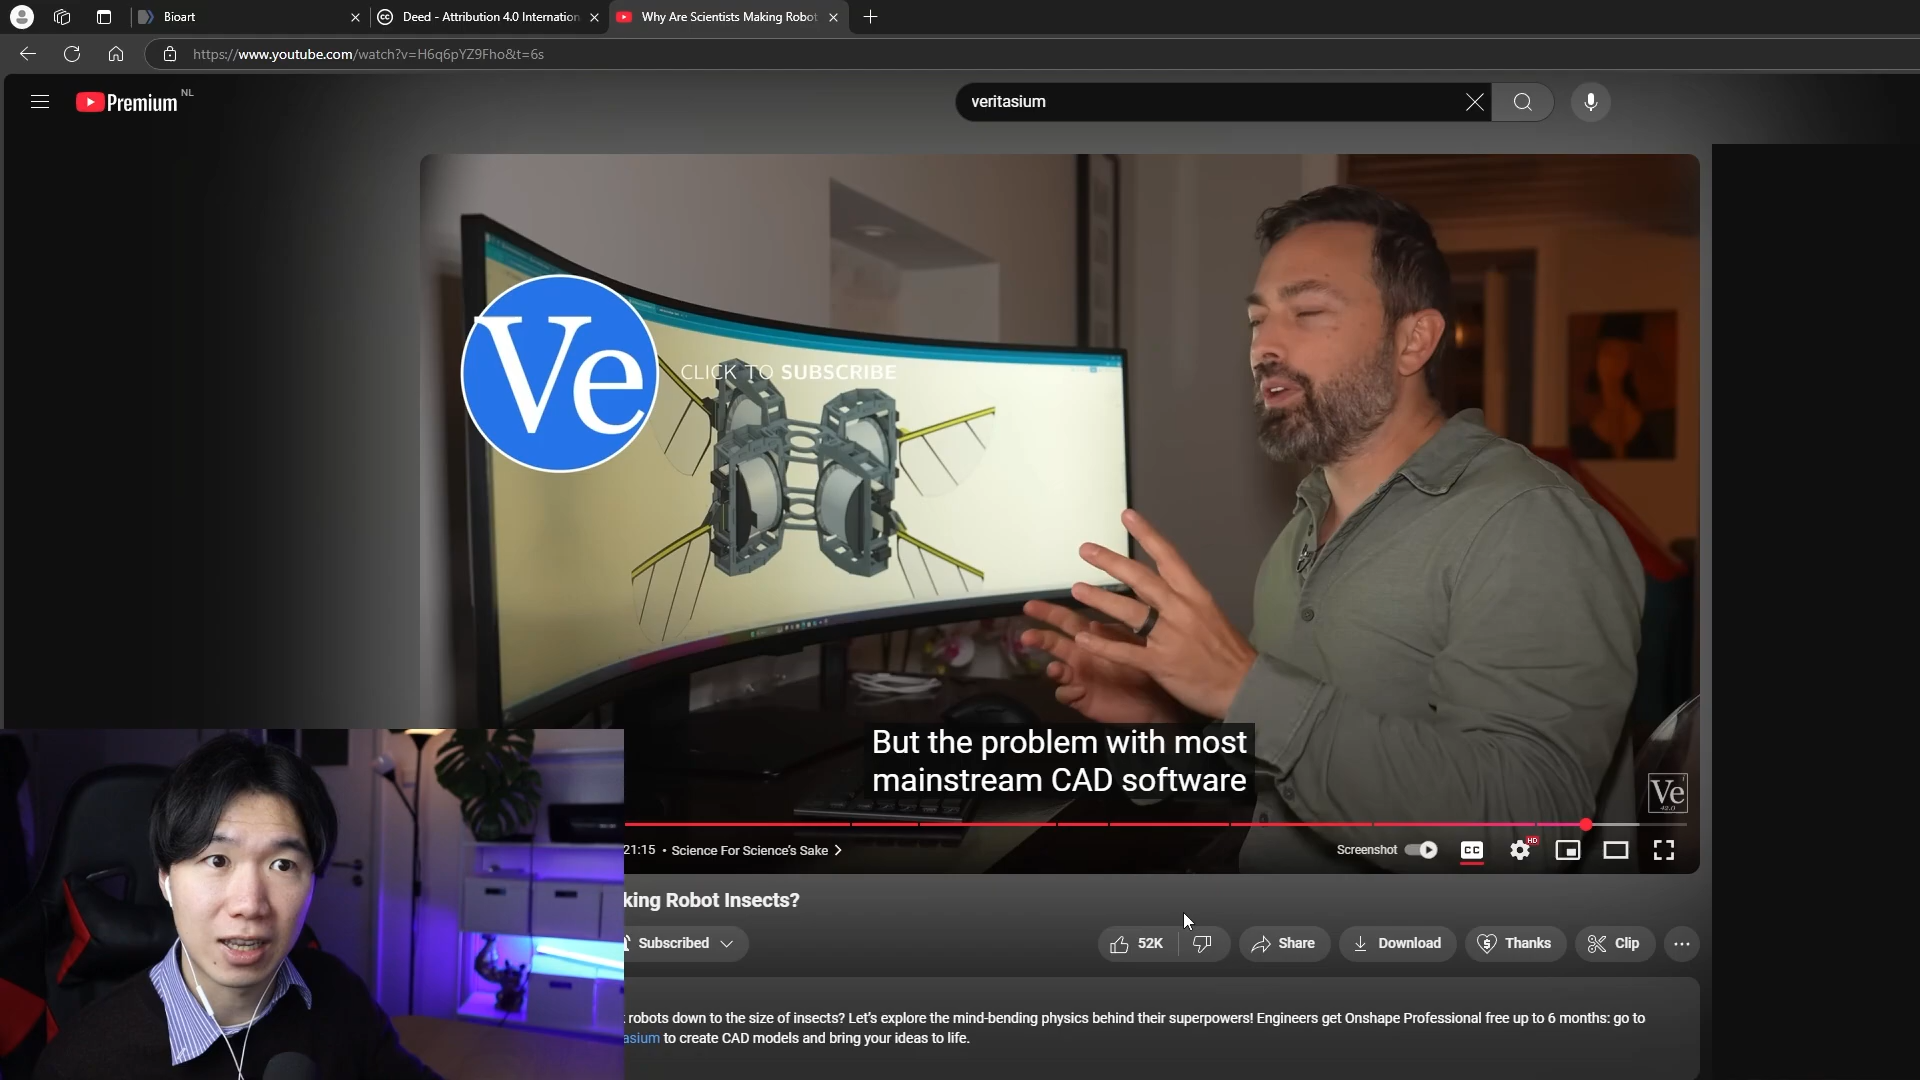 Bioart
Deed - Attribution 4.0 Internation
Why Are Scientists Making Robot
https://www.youtube.com/watch?v=H6q6pYZ9Fho&t=6s
Premium NL
veritasium
Ve
CLICK TO SUBSCRIBE
But the problem with most
mainstream CAD software
Ve
21:15 • Science For Science's Sake
Screenshot
CC
HD
king Robot Insects?
Subscribed
52K
Share
Download
Thanks
Clip
robots down to the size of insects? Let's explore the mind-bending physics behind their superpowers! Engineers get Onshape Professional free up to 6 months: go to
asium to create CAD models and bring your ideas to life.